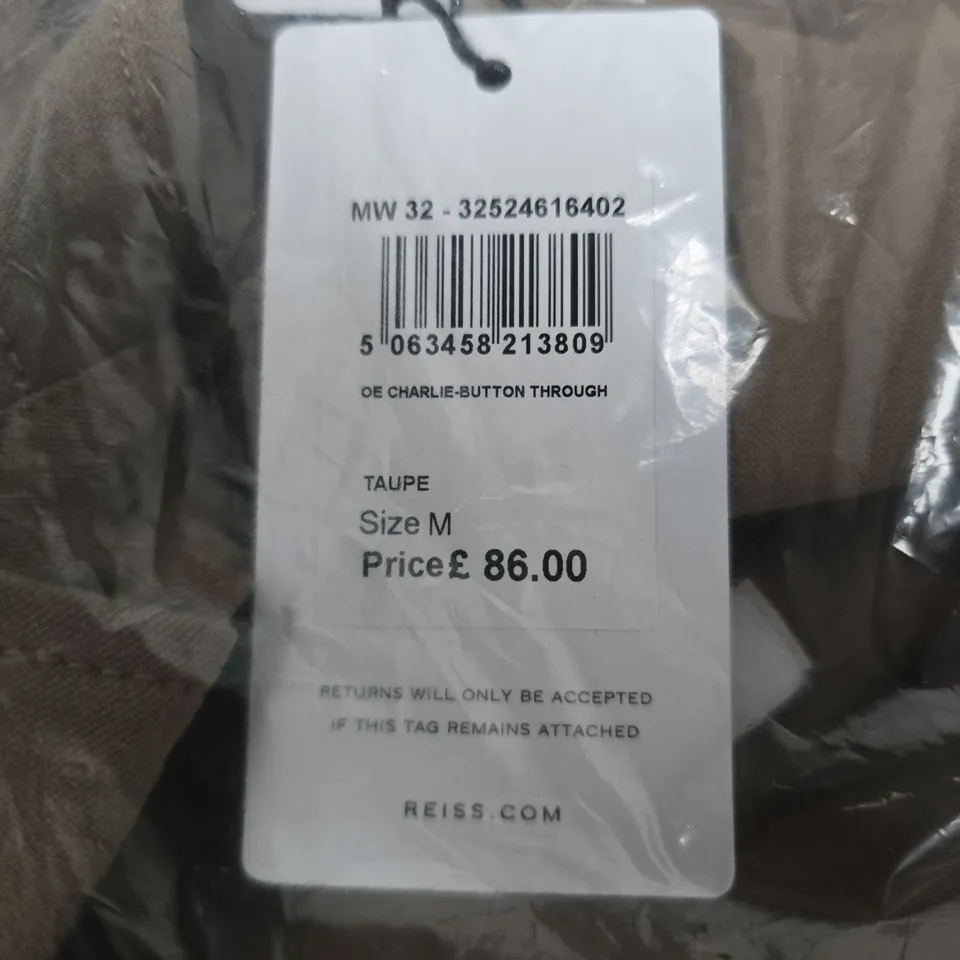 MW 32 - 32524616402
5 063458 213809
OE CHARLIE-BUTTON THROUGH
TAUPE
Size M
Price£ 86.00
RETURNS WILL ONLY BE ACCEPTED
IF THIS TAG REMAINS ATTACHED
REISS.COM